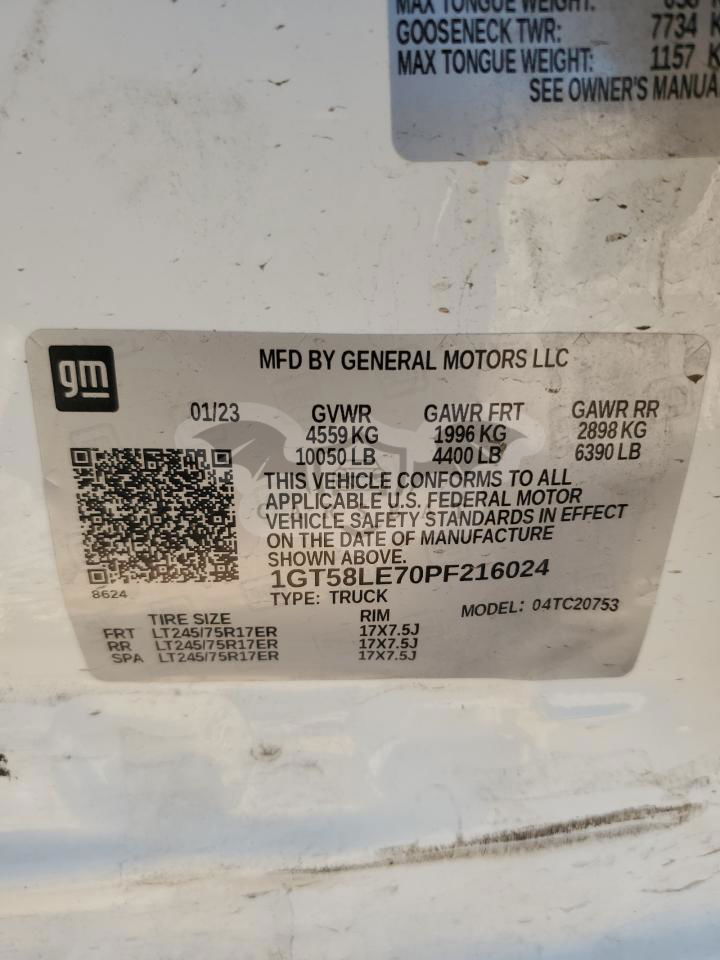 MAX TONGUE WEIGHT:
GOOSENECK TWR: 7734 K
MAX TONGUE WEIGHT: 1157 K
SEE OWNER'S MANUA
gm
MFD BY GENERAL MOTORS LLC
01/23 GVWR GAWR FRT GAWR RR
4559 KG 1996 KG 2898 KG
10050 LB 4400 LB 6390 LB
THIS VEHICLE CONFORMS TO ALL
APPLICABLE U.S. FEDERAL MOTOR
VEHICLE SAFETY STANDARDS IN EFFECT
ON THE DATE OF MANUFACTURE
SHOWN ABOVE.
8624
1GT58LE70PF216024
TYPE: TRUCK MODEL: 04TC20753
TIRE SIZE RIM
FRT LT245/75R17ER 17X7.5J
RR LT245/75R17ER 17X7.5J
SPA LT245/75R17ER 17X7.5J